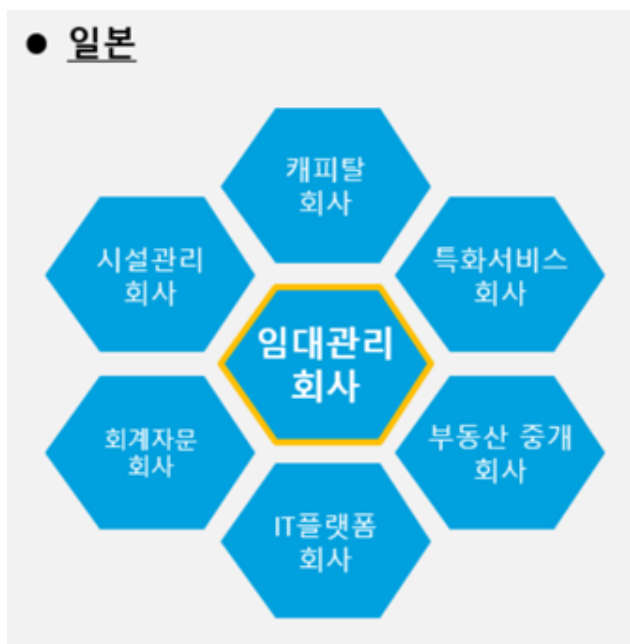 ● 일본
캐피탈
회사
시설관리
회사
특화서비스
회사
임대관리
회사
회계자문
회사
부동산 중개
회사
IT플랫폼
회사